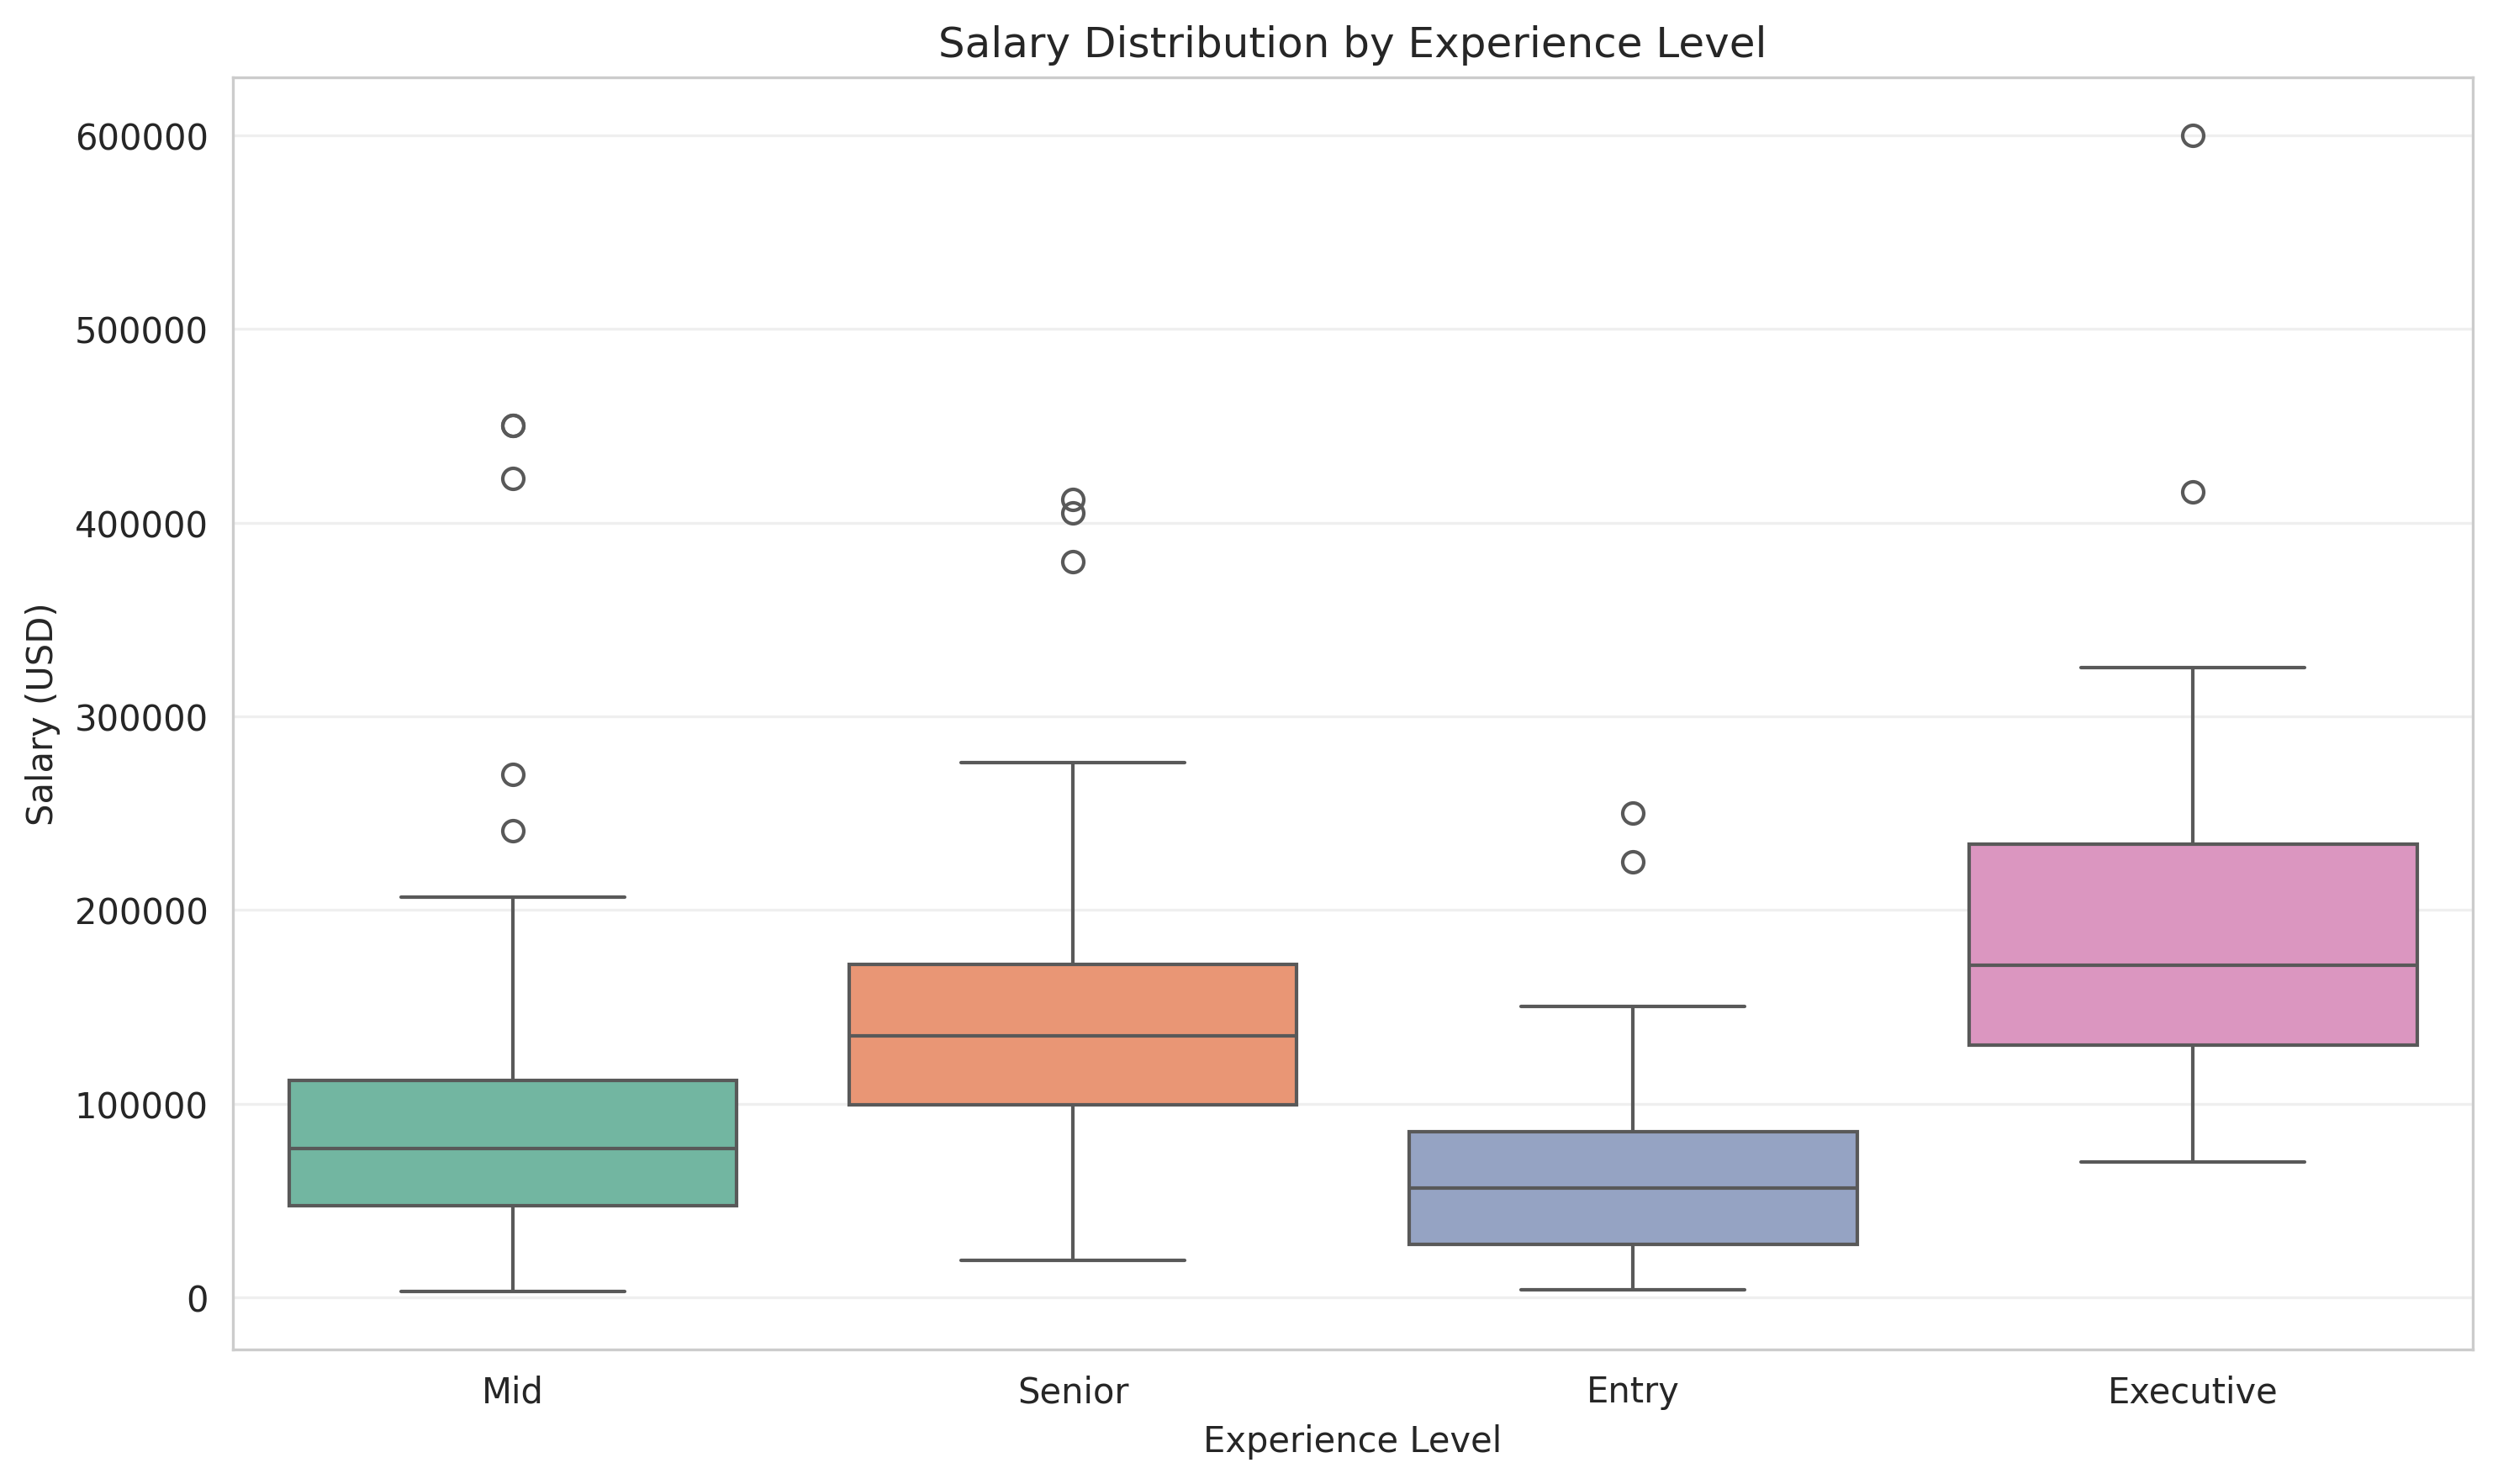 Salary Distribution by Experience Level
600000
500000
400000
300000
200000
100000
0
Salary (USD)
Mid
Senior
Entry
Executive
Experience Level